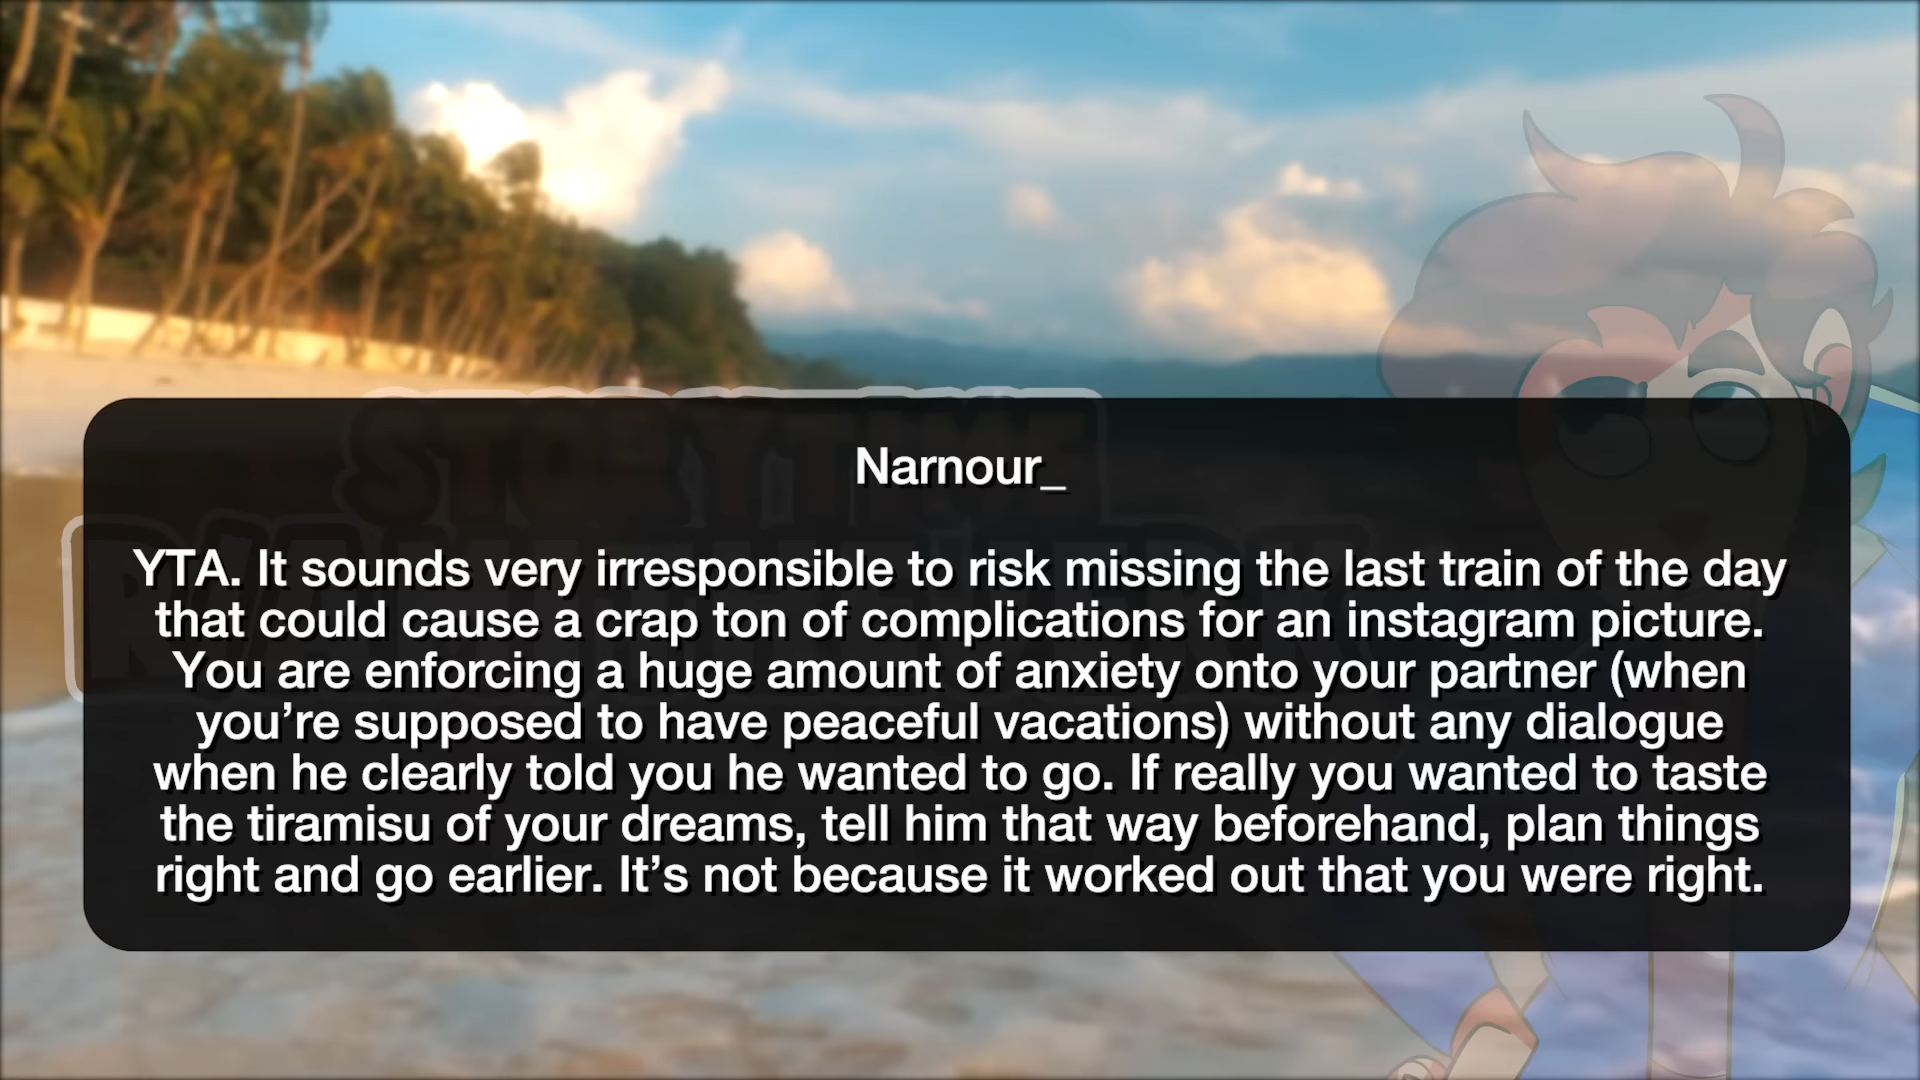 Narnour_
YTA. It sounds very irresponsible to risk missing the last train of the day
that could cause a crap ton of complications for an instagram picture.
You are enforcing a huge amount of anxiety onto your partner (when
you’re supposed to have peaceful vacations) without any dialogue
when he clearly told you he wanted to go. If really you wanted to taste
the tiramisu of your dreams, tell him that way beforehand, plan things
right and go earlier. It’s not because it worked out that you were right.
STORYTIME